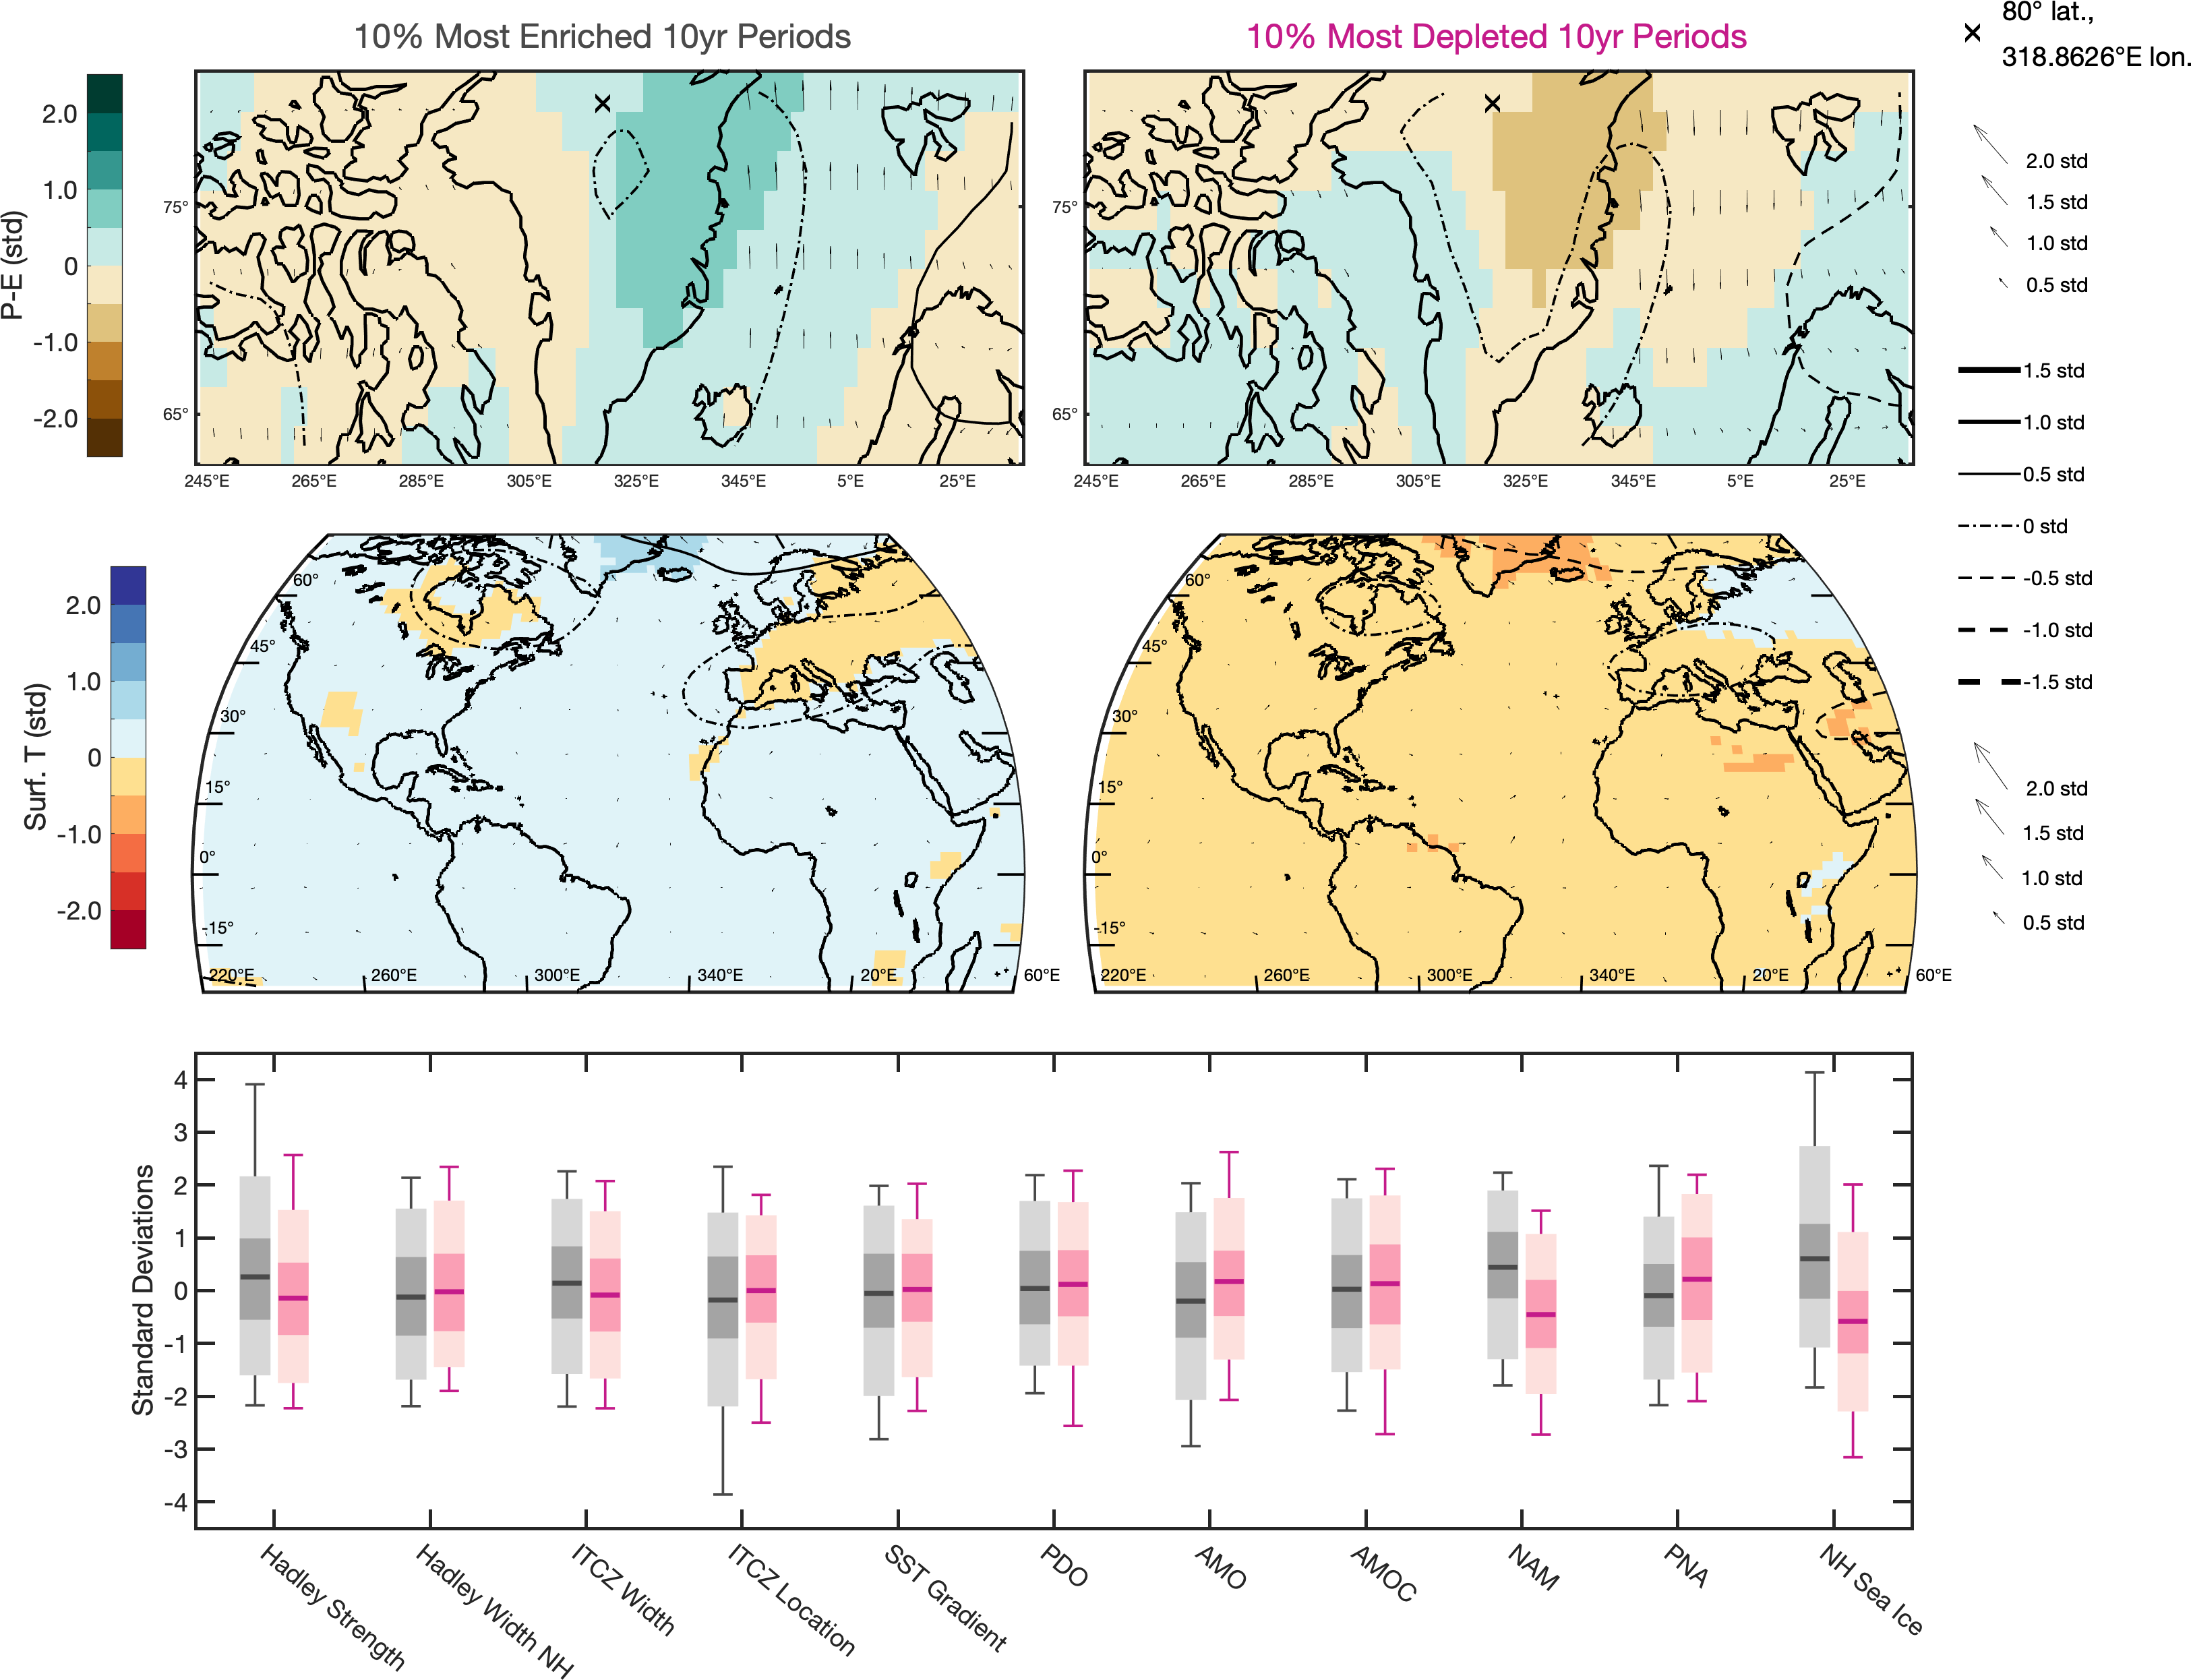 10% Most Enriched 10yr Periods
10% Most Depleted 10yr Periods
80° lat.,
318.8626°E lon.
P-E (std)
2.0
1.0
0
-1.0
-2.0
75°
65°
245°E 265°E 285°E 305°E 325°E 345°E 5°E 25°E
75°
65°
245°E 265°E 285°E 305°E 325°E 345°E 5°E 25°E
2.0 std
1.5 std
1.0 std
0.5 std
1.5 std
1.0 std
0.5 std
0 std
-0.5 std
-1.0 std
-1.5 std
Surf. T (std)
2.0
1.0
0
-1.0
-2.0
60°
45°
30°
15°
0°
-15°
220°E 260°E 300°E 340°E 20°E 60°E
60°
45°
30°
15°
0°
-15°
220°E 260°E 300°E 340°E 20°E 60°E
2.0 std
1.5 std
1.0 std
0.5 std
Standard Deviations
4
3
2
1
0
-1
-2
-3
-4
Hadley Strength
Hadley Width NH
ITCZ Width
ITCZ Location
SST Gradient
PDO
AMO
AMOC
NAM
PNA
NH Sea Ice